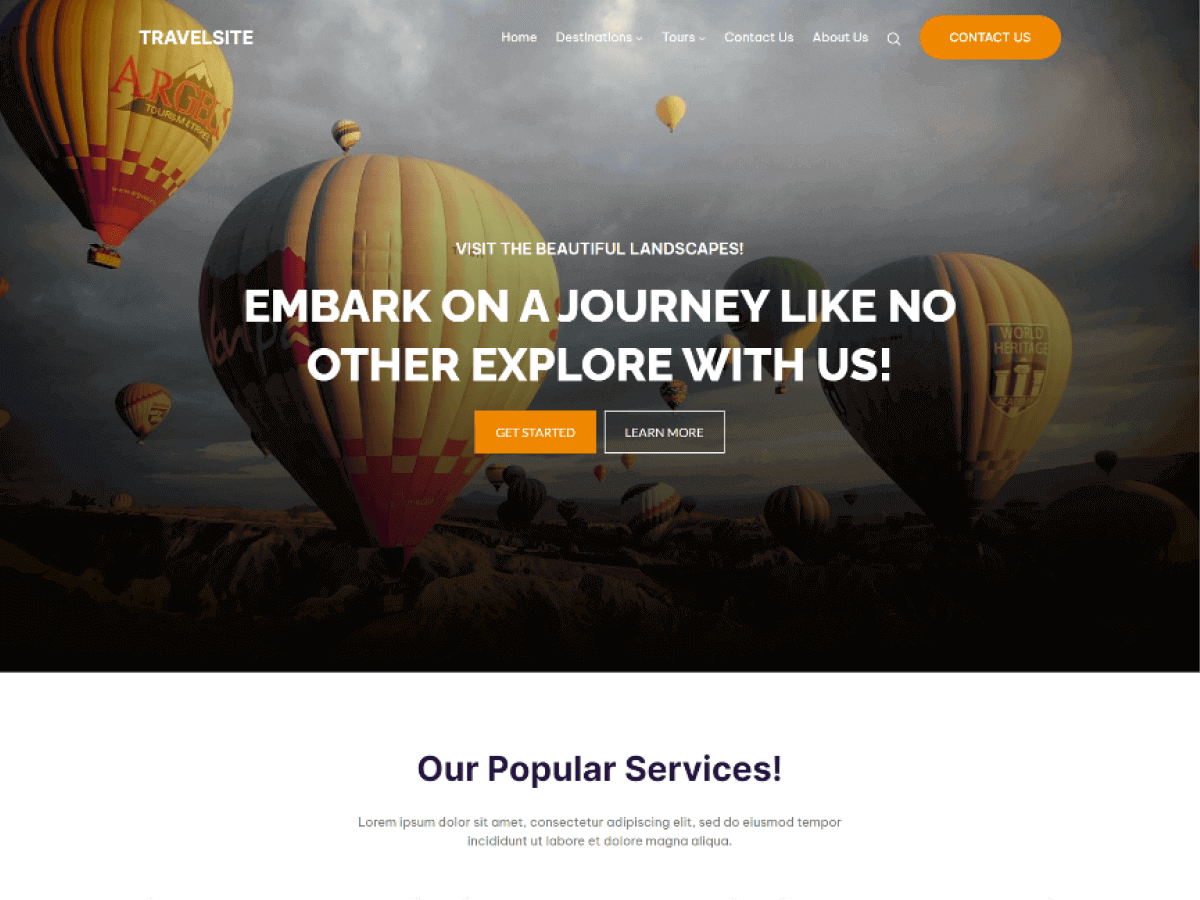 TRAVELSITE
Home Destinations Tours Contact Us About Us CONTACT US
ARGEUS
TOURISM & TRAVEL
VISIT THE BEAUTIFUL LANDSCAPES!
EMBARK ON A JOURNEY LIKE NO
OTHER EXPLORE WITH US!
WORLD
HERITAGE
GET STARTED LEARN MORE
Our Popular Services!
Lorem ipsum dolor sit amet, consectetur adipiscing elit, sed do eiusmod tempor
incididunt ut labore et dolore magna aliqua.